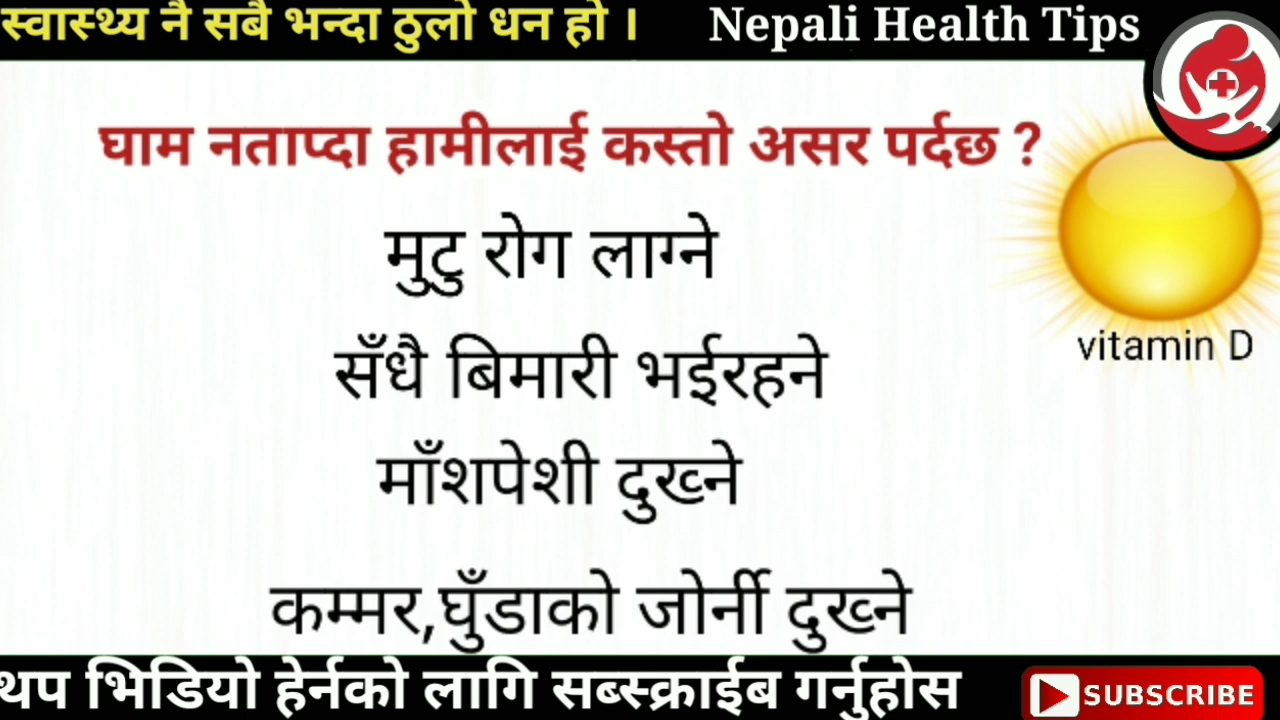 स्वास्थ्य नै सबै भन्दा ठुलो धन हो । Nepali Health Tips
घाम नताप्दा हामीलाई कस्तो असर पर्दछ ?
मुटु रोग लाग्ने
vitamin D
सँधै बिमारी भईरहने
माँशपेशी दुख्ने
कम्मर,घुँडाको जोर्नी दुख्ने
थप भिडियो हेर्नको लागि सब्स्क्राईब गर्नुहोस SUBSCRIBE